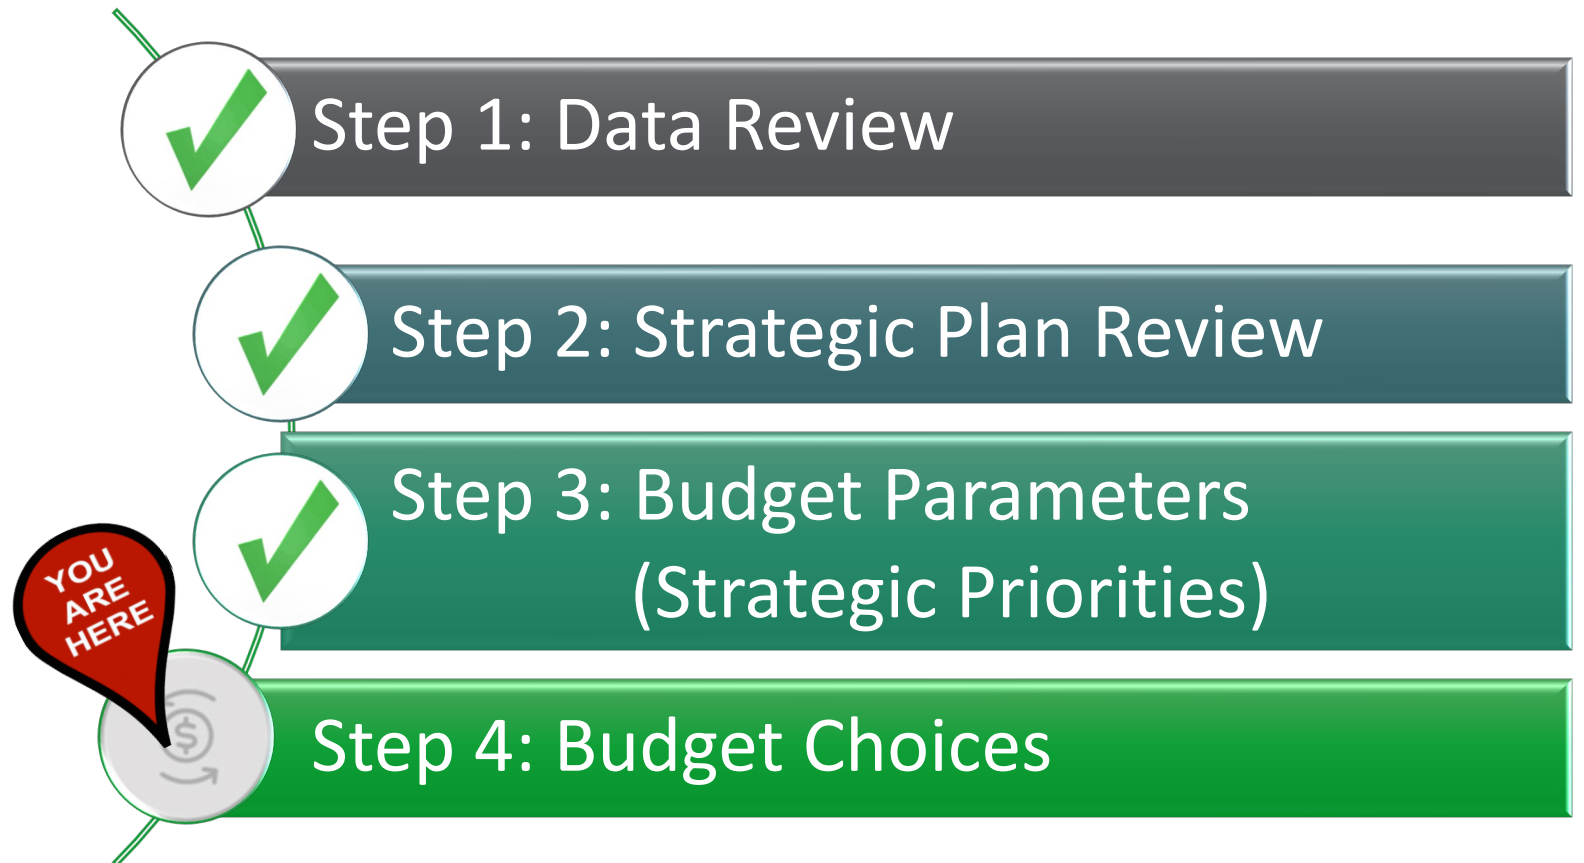 Step 1: Data Review
Step 2: Strategic Plan Review
Step 3: Budget Parameters
(Strategic Priorities)
YOU
ARE
HERE
$
Step 4: Budget Choices